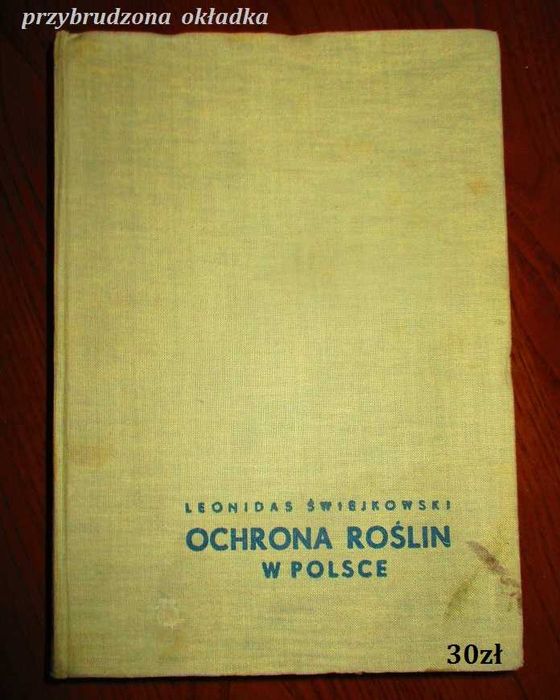 przybrudzona okładka
LEONIDAS ŚWIEJKOWSKI
OCHRONA ROŚLIN
W POLSCE
30zł